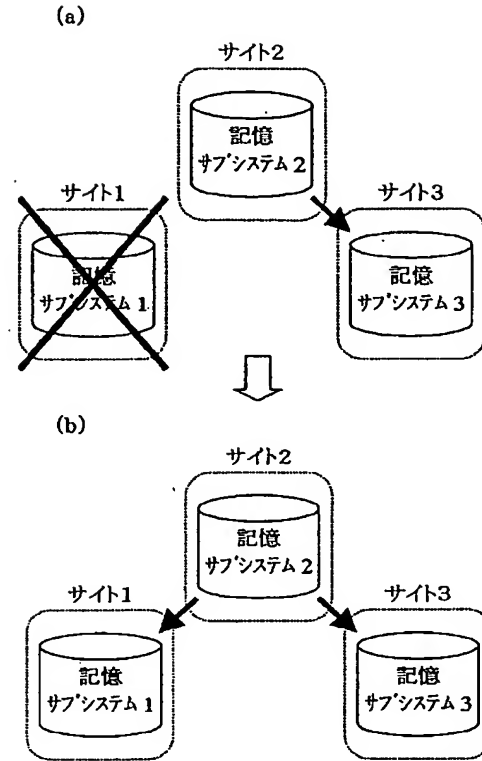 (a)
サイト2
記憶
サブシステム2
サイト1
記憶
サブシステム1
サイト3
記憶
サブシステム3
(b)
サイト2
記憶
サブシステム2
サイト1
記憶
サブシステム1
サイト3
記憶
サブシステム3